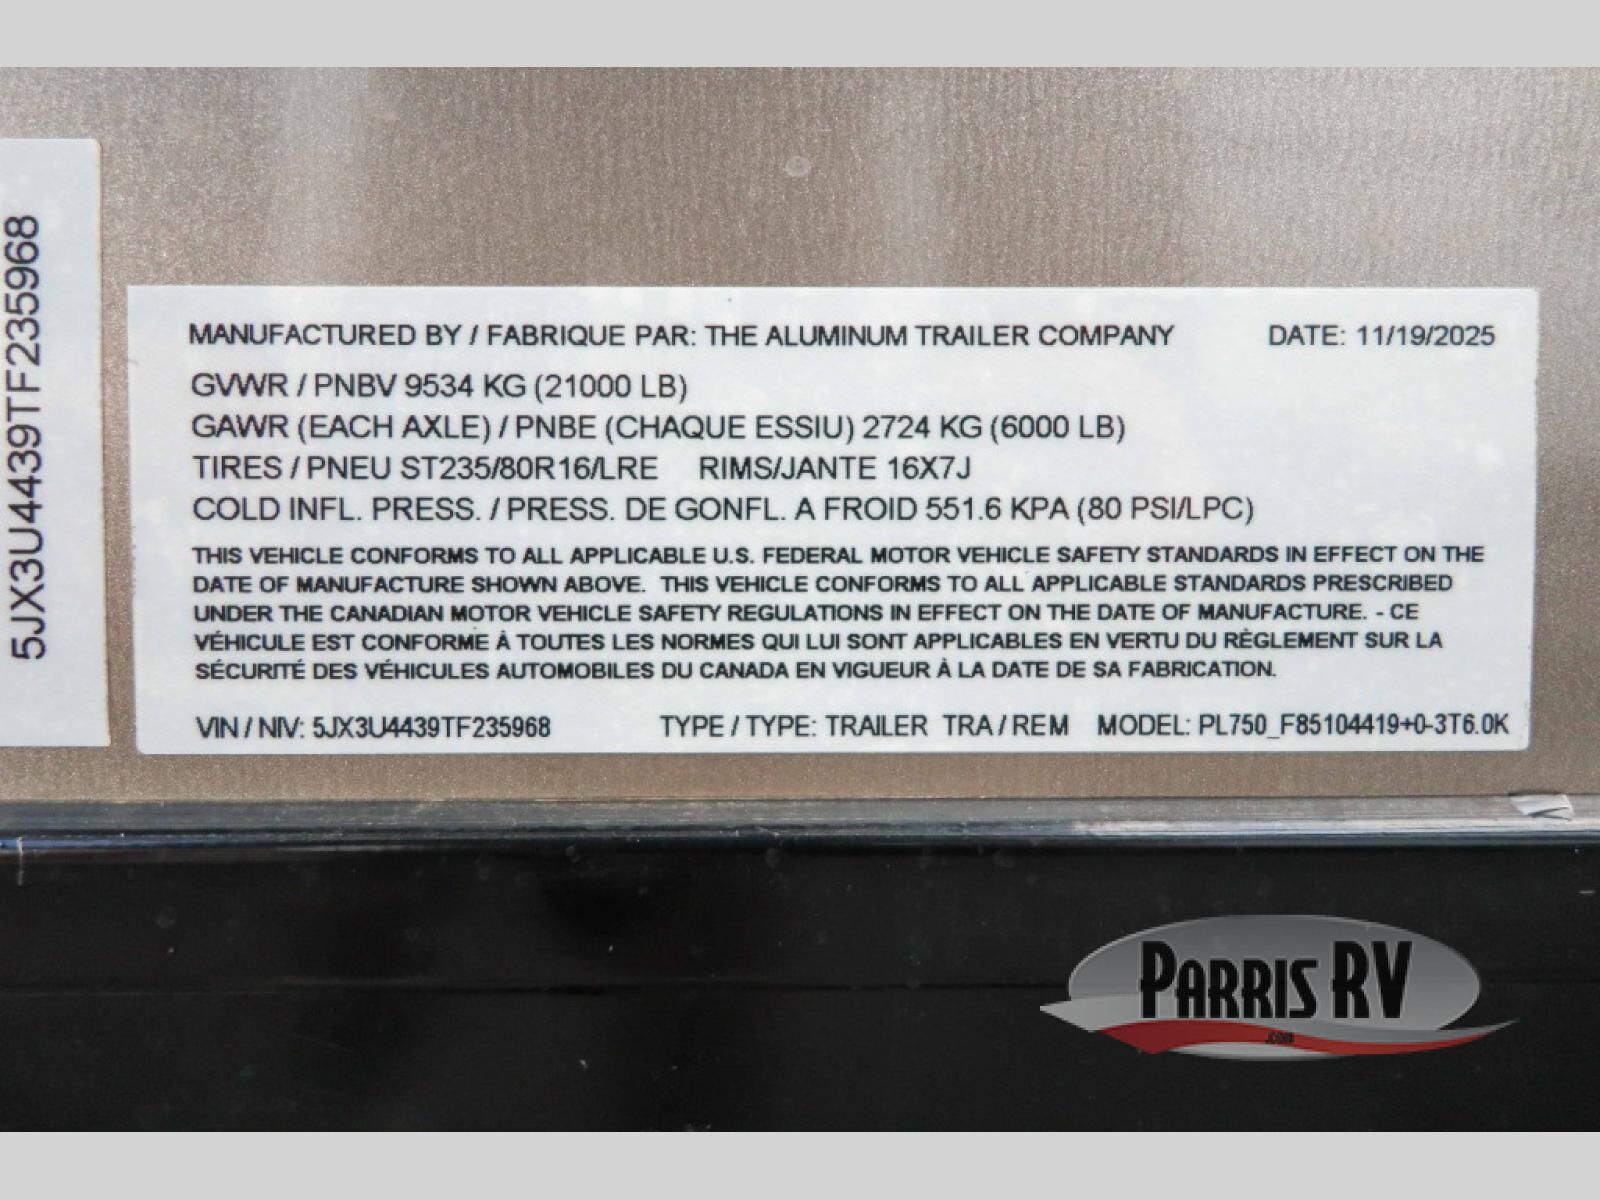 5JX3U4439TF235968
MANUFACTURED BY / FABRIQUE PAR: THE ALUMINUM TRAILER COMPANY DATE: 11/19/2025
GVWR / PNBV 9534 KG (21000 LB)
GAWR (EACH AXLE) / PNBE (CHAQUE ESSIU) 2724 KG (6000 LB)
TIRES / PNEU ST235/80R16/LRE RIMS/JANTE 16X7J
COLD INFL. PRESS. / PRESS. DE GONFL. A FROID 551.6 KPA (80 PSI/LPC)
THIS VEHICLE CONFORMS TO ALL APPLICABLE U.S. FEDERAL MOTOR VEHICLE SAFETY STANDARDS IN EFFECT ON THE
DATE OF MANUFACTURE SHOWN ABOVE. THIS VEHICLE CONFORMS TO ALL APPLICABLE STANDARDS PRESCRIBED
UNDER THE CANADIAN MOTOR VEHICLE SAFETY REGULATIONS IN EFFECT ON THE DATE OF MANUFACTURE. - CE
VÉHICULE EST CONFORME À TOUTES LES NORMES QUI LUI SONT APPLICABLES EN VERTU DU RÈGLEMENT SUR LA
SÉCURITÉ DES VÉHICULES AUTOMOBILES DU CANADA EN VIGUEUR À LA DATE DE SA FABRICATION.
VIN / NIV: 5JX3U4439TF235968 TYPE / TYPE: TRAILER TRA / REM MODEL: PL750_F85104419+0-3T6.0K
PARRIS RV
.COM